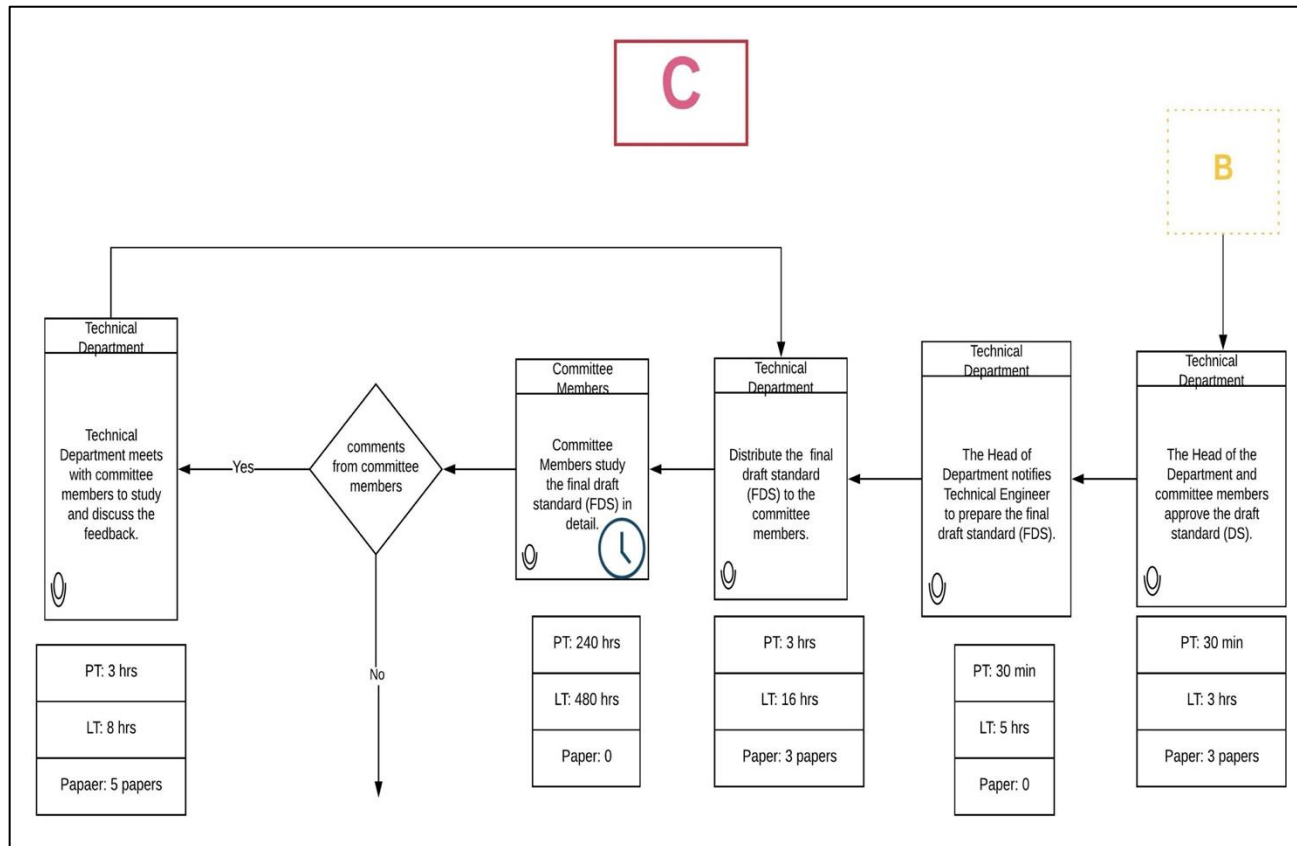 C
B
Technical
Department
Technical
Department meets
with committee
members to study
and discuss the
feedback.
PT: 3 hrs
LT: 8 hrs
Papaer: 5 papers
Yes
comments
from committee
members
No
Committee
Members
Committee
Members study
the final draft
standard (FDS) in
detail.
PT: 240 hrs
LT: 480 hrs
Paper: 0
Technical
Department
Distribute the final
draft standard
(FDS) to the
committee
members.
PT: 3 hrs
LT: 16 hrs
Paper: 3 papers
Technical
Department
The Head of
Department notifies
Technical Engineer
to prepare the final
draft standard (FDS).
PT: 30 min
LT: 5 hrs
Paper: 0
Technical
Department
The Head of the
Department and
committee members
approve the draft
standard (DS).
PT: 30 min
LT: 3 hrs
Paper: 3 papers